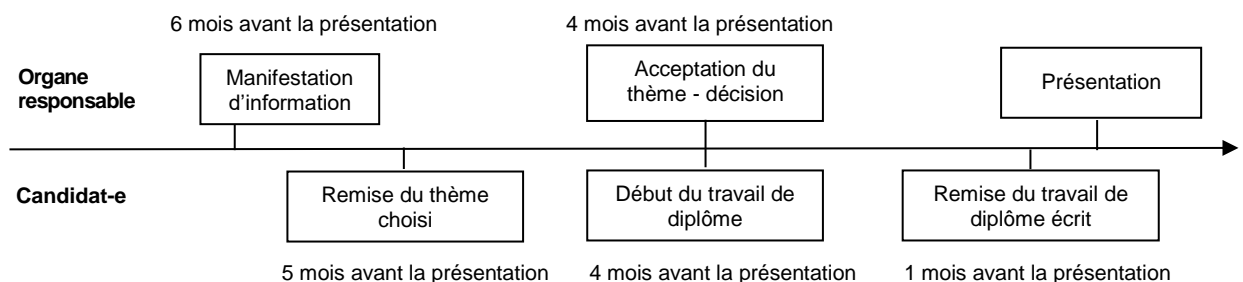 6 mois avant la présentation
4 mois avant la présentation
Organe
responsable
Manifestation
d'information
Acceptation du
thème - décision
Présentation
Candidat-e
Remise du thème
choisi
Début du travail de
diplôme
Remise du travail de
diplôme écrit
5 mois avant la présentation
4 mois avant la présentation
1 mois avant la présentation